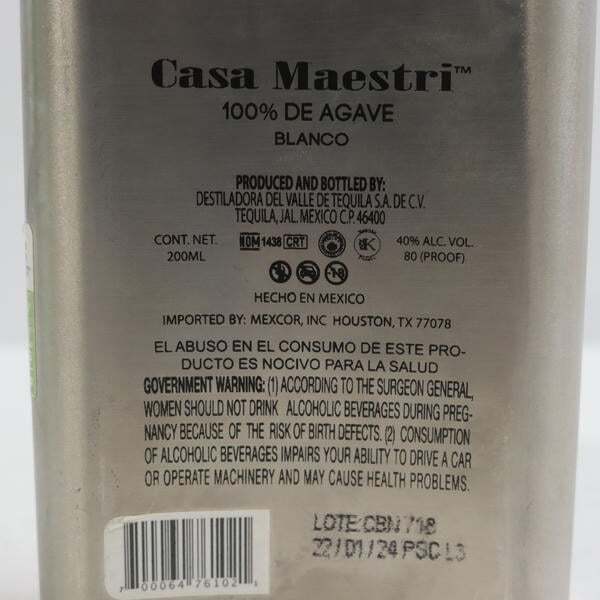 Casa Maestri™
100% DE AGAVE
BLANCO
PRODUCED AND BOTTLED BY:
DESTILADORA DEL VALLE DE TEQUILA S.A. DE C.V.
TEQUILA, JAL. MEXICO C.P. 46400
CONT. NET. NOM 1438 CRT K 40% ALC. VOL.
200ML 80 (PROOF)
-18
HECHO EN MEXICO
IMPORTED BY: MEXCOR, INC HOUSTON, TX 77078
EL ABUSO EN EL CONSUMO DE ESTE PRO-
DUCTO ES NOCIVO PARA LA SALUD
GOVERNMENT WARNING: (1) ACCORDING TO THE SURGEON GENERAL,
WOMEN SHOULD NOT DRINK ALCOHOLIC BEVERAGES DURING PREG-
NANCY BECAUSE OF THE RISK OF BIRTH DEFECTS. (2) CONSUMPTION
OF ALCOHOLIC BEVERAGES IMPAIRS YOUR ABILITY TO DRIVE A CAR
OR OPERATE MACHINERY AND MAY CAUSE HEALTH PROBLEMS.
LOTE:CBN718
22/01/24 PSC L3
7 00064 76102